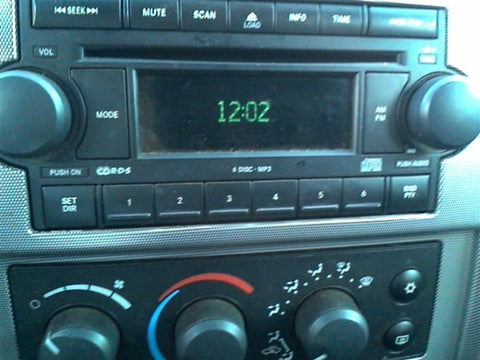 SEEK MUTE SCAN LOAD INFO TIME
VOL
MODE 12:02 AM FM
PUSH ON RDS 6 DISC · MP3 PUSH AUDIO
SET DIR 1 2 3 4 5 6 RND PTY